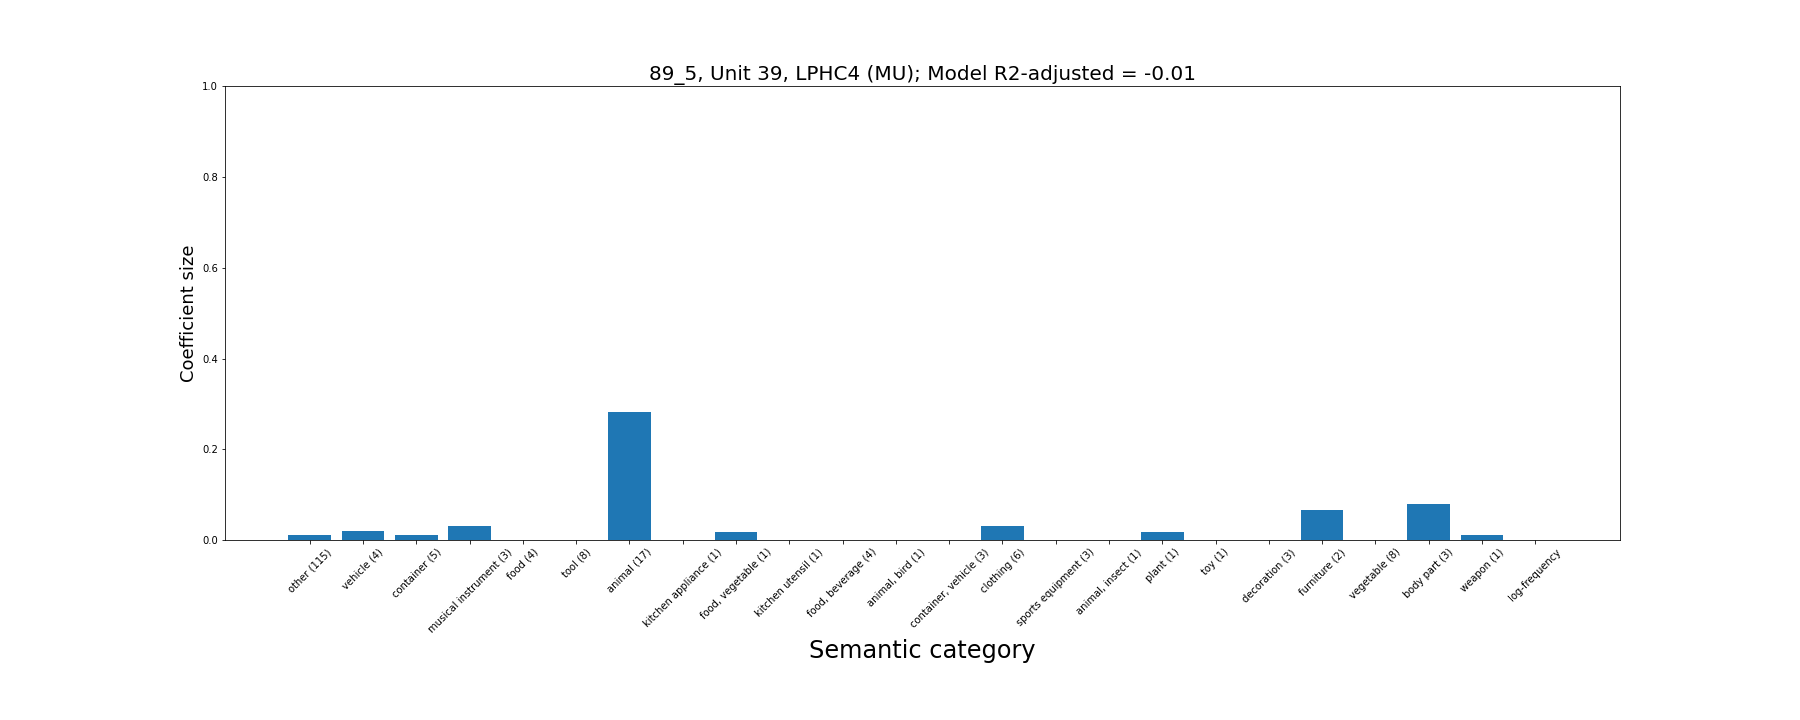 89_5, Unit 39, LPHC4 (MU); Model R2-adjusted = -0.01
1.0
0.8
0.6
0.4
0.2
0.0
Coefficient size
other (115)
vehicle (4)
container (5)
musical instrument (3)
food (4)
tool (8)
animal (17)
kitchen appliance (1)
food, vegetable (1)
kitchen utensil (1)
food, beverage (4)
animal, bird (1)
container, vehicle (3)
clothing (6)
sports equipment (3)
animal, insect (1)
plant (1)
toy (1)
decoration (3)
furniture (2)
vegetable (8)
body part (3)
weapon (1)
log-frequency
Semantic category